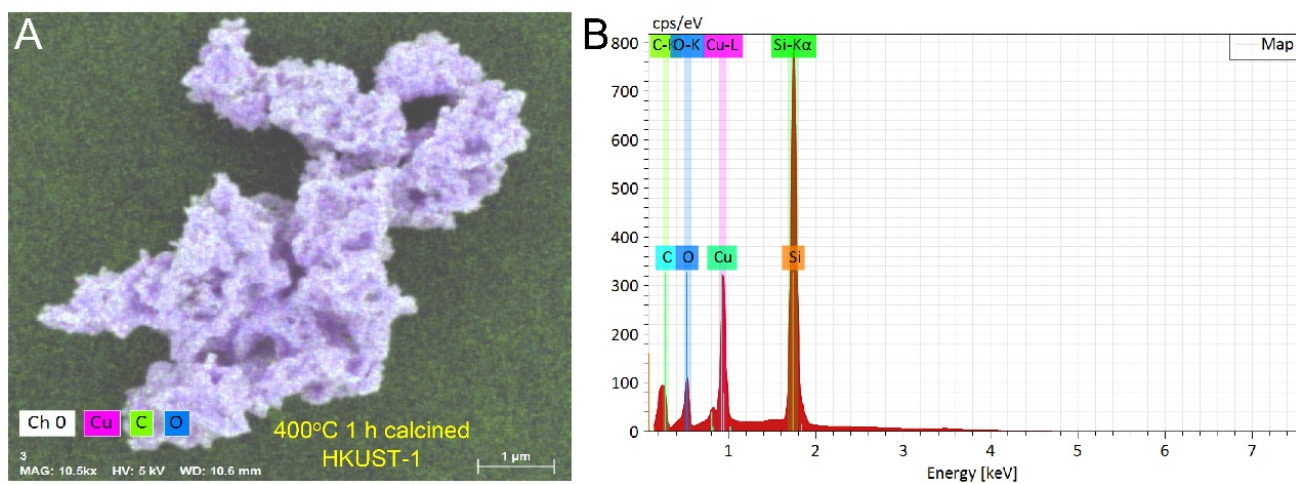 A
Ch 0 Cu C O
400°C 1 h calcined
HKUST-1
3
MAG: 10.5kx HV: 5 kV WD: 10.6 mm
1 µm
B
cps/eV
C- O-K Cu-L Si-Kα
Map
800
700
600
500
400
300
200
100
0
C O Cu Si
1 2 3 4 5 6 7
Energy [keV]